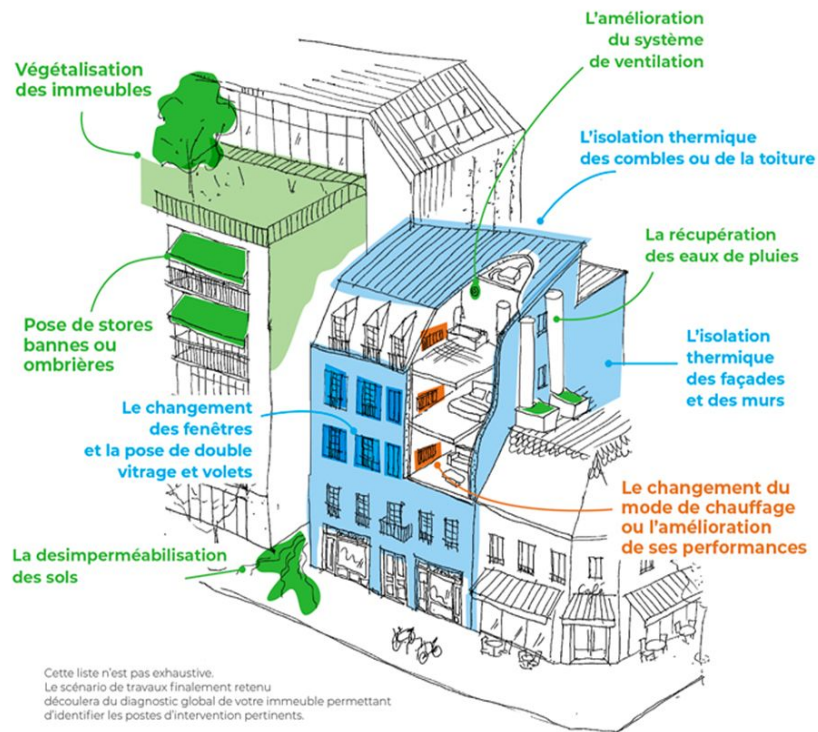 L'amélioration
du système
de ventilation
Végétalisation
des immeubles
L'isolation thermique
des combles ou de la toiture
La récupération
des eaux de pluies
Pose de stores
bannes ou
ombrières
L'isolation
thermique
des façades
et des murs
Le changement
des fenêtres
et la pose de double
vitrage et volets
Le changement du
mode de chauffage
ou l'amélioration
de ses performances
La desimperméabilisation
des sols
Cette liste n'est pas exhaustive.
Le scénario de travaux finalement retenu
découlera du diagnostic global de votre immeuble permettant
d'identifier les postes d'intervention pertinents.